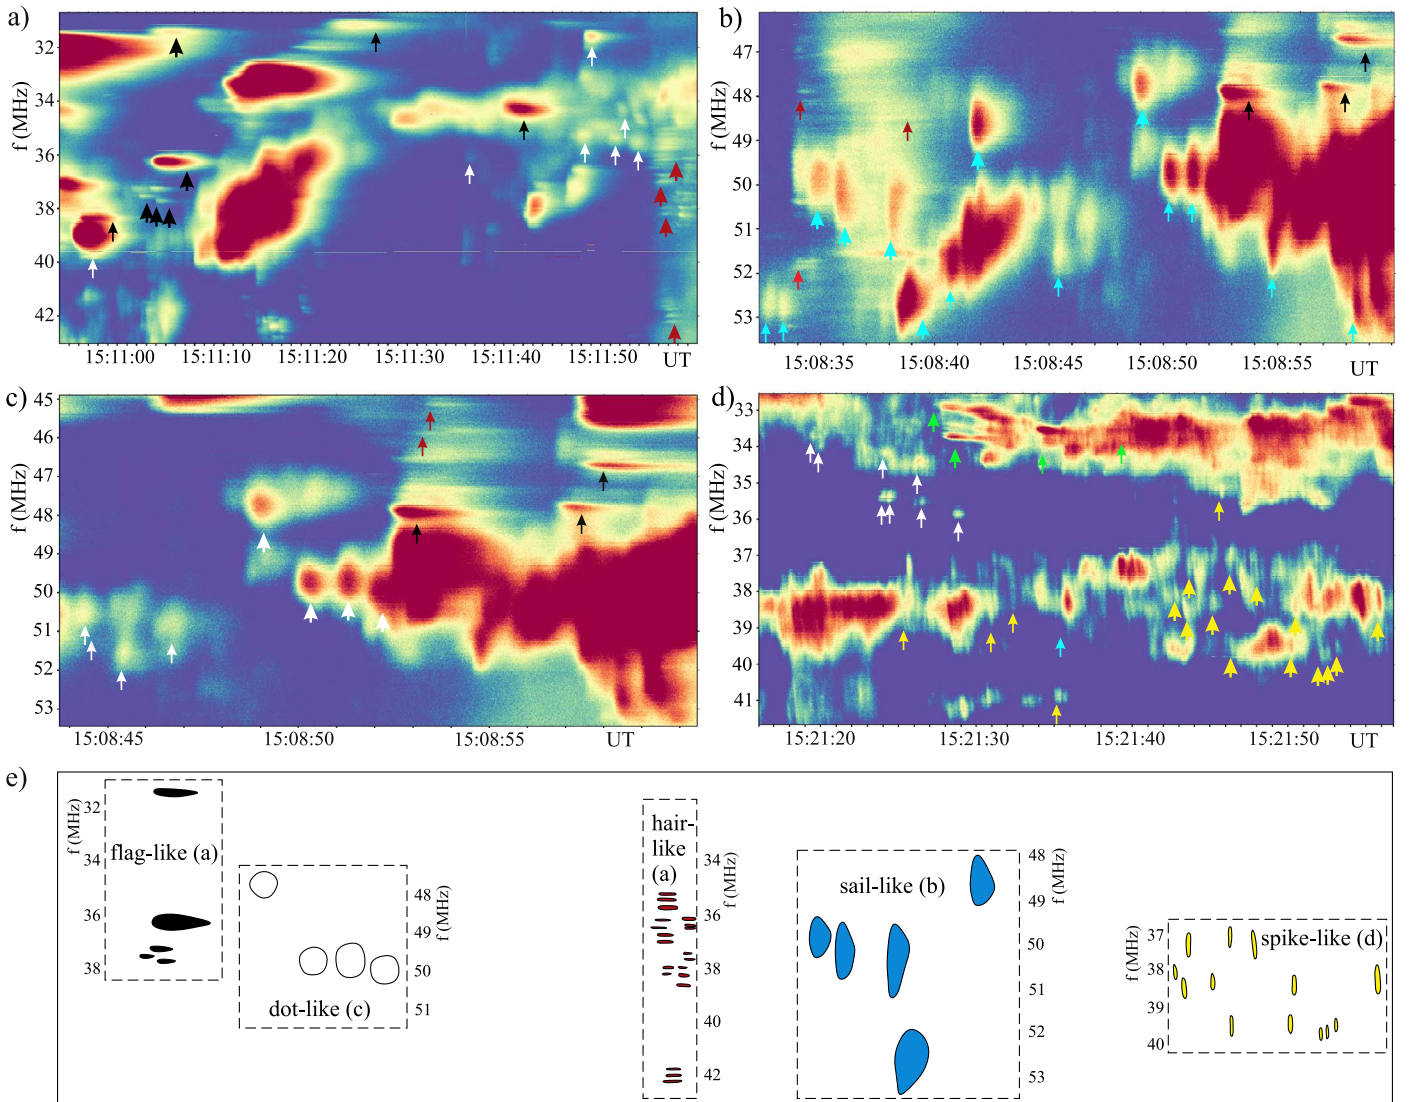 a)
f (MHz)
32
34
36
38
40
42
15:11:00 15:11:10 15:11:20 15:11:30 15:11:40 15:11:50 UT
b)
f (MHz)
47
48
49
50
51
52
53
15:08:35 15:08:40 15:08:45 15:08:50 15:08:55 UT
c)
f (MHz)
45
46
47
48
49
50
51
52
53
15:08:45 15:08:50 15:08:55 UT
d)
f (MHz)
33
34
35
36
37
38
39
40
41
15:21:20 15:21:30 15:21:40 15:21:50 UT
e)
f (MHz)
32
34
36
38
flag-like (a)
48
49
50
51
f (MHz)
dot-like (c)
hair-
like
(a)
34
36
38
40
42
f (MHz)
sail-like (b)
48
49
50
51
52
53
f (MHz)
spike-like (d)
f (MHz)
37
38
39
40